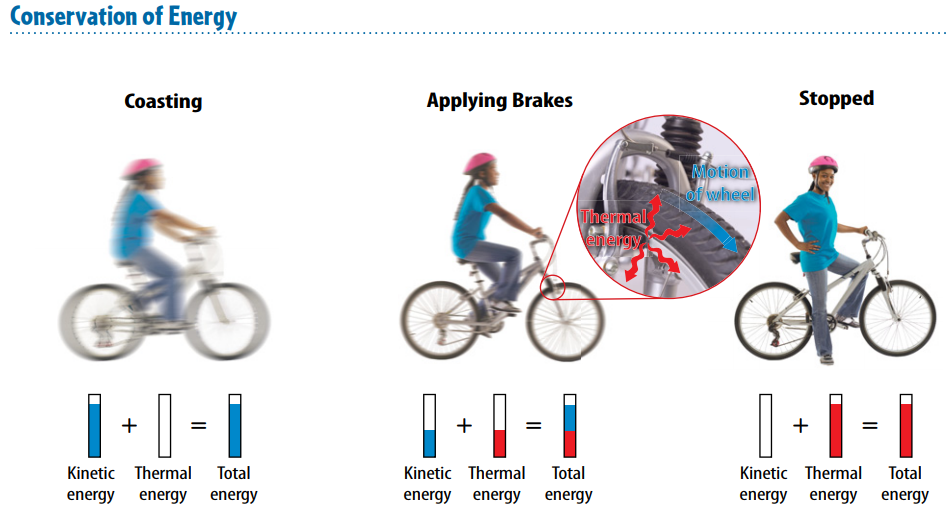 Conservation of Energy
Coasting
Applying Brakes
Stopped
Motion
of wheel
Thermal
energy
+ =
Kinetic Thermal Total
energy energy energy
+ =
Kinetic Thermal Total
energy energy energy
+ =
Kinetic Thermal Total
energy energy energy